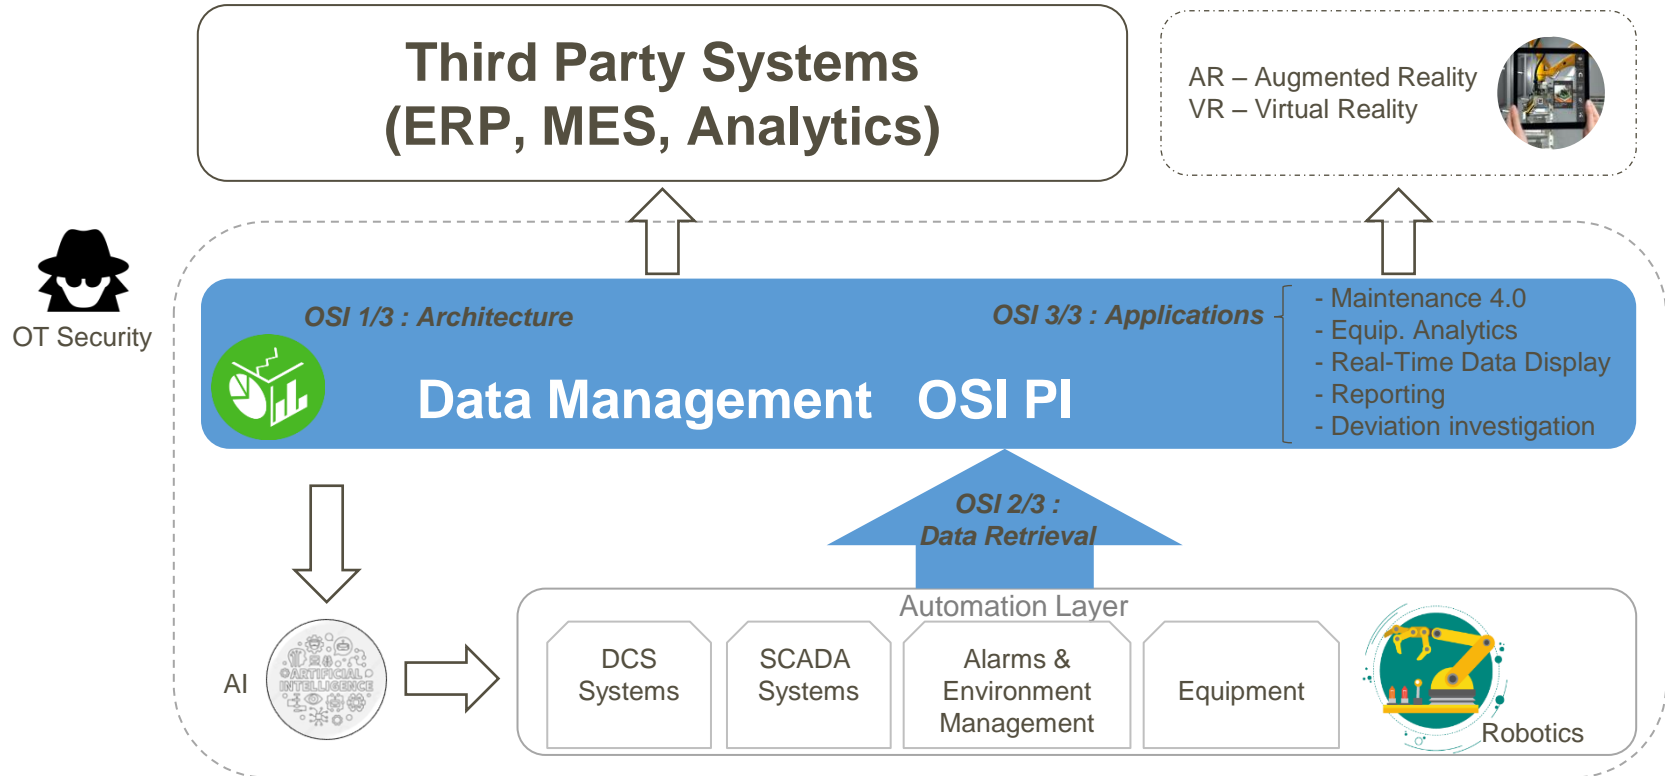 Third Party Systems
(ERP, MES, Analytics)
AR – Augmented Reality
VR – Virtual Reality
OT Security
OSI 1/3 : Architecture
OSI 3/3 : Applications
- Maintenance 4.0
- Equip. Analytics
- Real-Time Data Display
- Reporting
- Deviation investigation
Data Management OSI PI
OSI 2/3 :
Data Retrieval
Automation Layer
AI
ARTIFICIAL
INTELLIGENCE
DCS
Systems
SCADA
Systems
Alarms &
Environment
Management
Equipment
Robotics